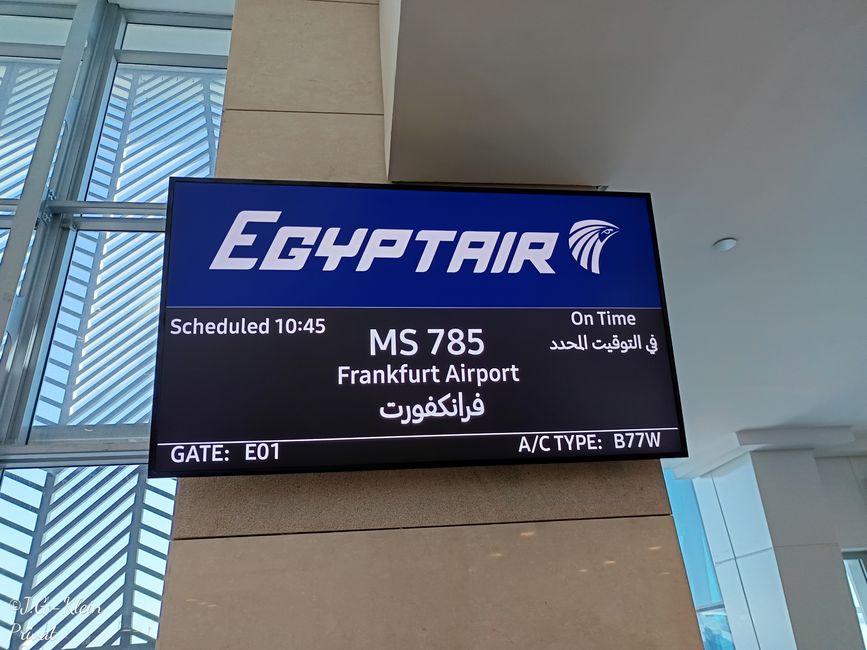 EGYPTAIR
Scheduled 10:45
On Time
في التوقيت المحدد
MS 785
Frankfurt Airport
فرانكفورت
GATE: E01
A/C TYPE: B77W